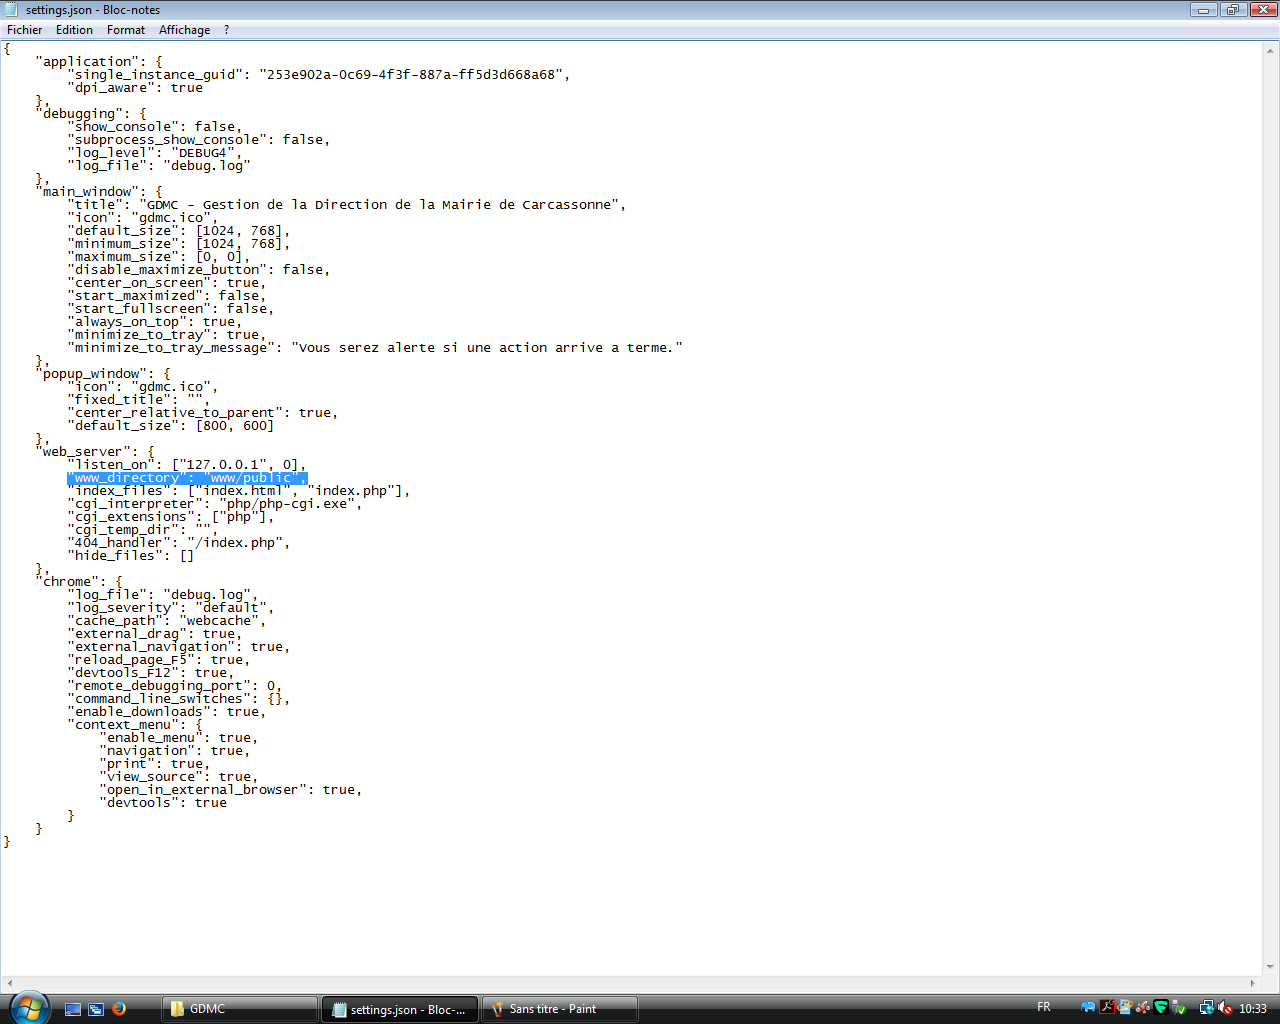 settings.json - Bloc-notes
Fichier Edition Format Affichage ?
{
    "application": {
        "single_instance_guid": "253e902a-0c69-4f3f-887a-ff5d3d668a68",
        "dpi_aware": true
    },
    "debugging": {
        "show_console": false,
        "subprocess_show_console": false,
        "log_level": "DEBUG4",
        "log_file": "debug.log"
    },
    "main_window": {
        "title": "GDMC - Gestion de la Direction de la Mairie de Carcassonne",
        "icon": "gdmc.ico",
        "default_size": [1024, 768],
        "minimum_size": [1024, 768],
        "maximum_size": [0, 0],
        "disable_maximize_button": false,
        "center_on_screen": true,
        "start_maximized": false,
        "start_fullscreen": false,
        "always_on_top": true,
        "minimize_to_tray": true,
        "minimize_to_tray_message": "Vous serez alerte si une action arrive a terme."
    },
    "popup_window": {
        "icon": "gdmc.ico",
        "fixed_title": "",
        "center_relative_to_parent": true,
        "default_size": [800, 600]
    },
    "web_server": {
        "listen_on": ["127.0.0.1", 0],
        "www_directory": "www/public",
        "index_files": ["index.html", "index.php"],
        "cgi_interpreter": "php/php-cgi.exe",
        "cgi_extensions": ["php"],
        "cgi_temp_dir": "",
        "404_handler": "/index.php",
        "hide_files": []
    },
    "chrome": {
        "log_file": "debug.log",
        "log_severity": "default",
        "cache_path": "webcache",
        "external_drag": true,
        "external_navigation": true,
        "reload_page_F5": true,
        "devtools_F12": true,
        "remote_debugging_port": 0,
        "command_line_switches": {},
        "enable_downloads": true,
        "context_menu": {
            "enable_menu": true,
            "navigation": true,
            "print": true,
            "view_source": true,
            "open_in_external_browser": true,
            "devtools": true
        }
    }
}
GDMC settings.json - Bloc-... Sans titre - Paint FR 10:33